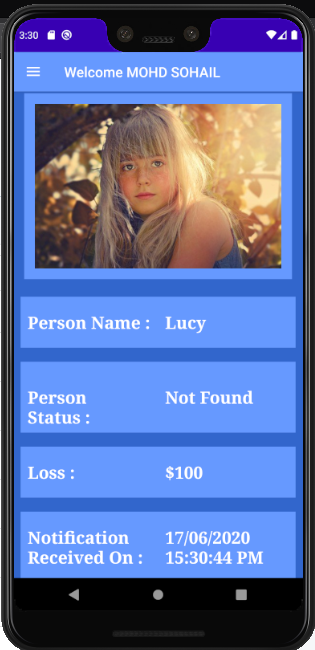 3:30
Welcome MOHD SOHAIL
Person Name : Lucy
Person Status : Not Found
Loss : $100
Notification 17/06/2020
Received On : 15:30:44 PM